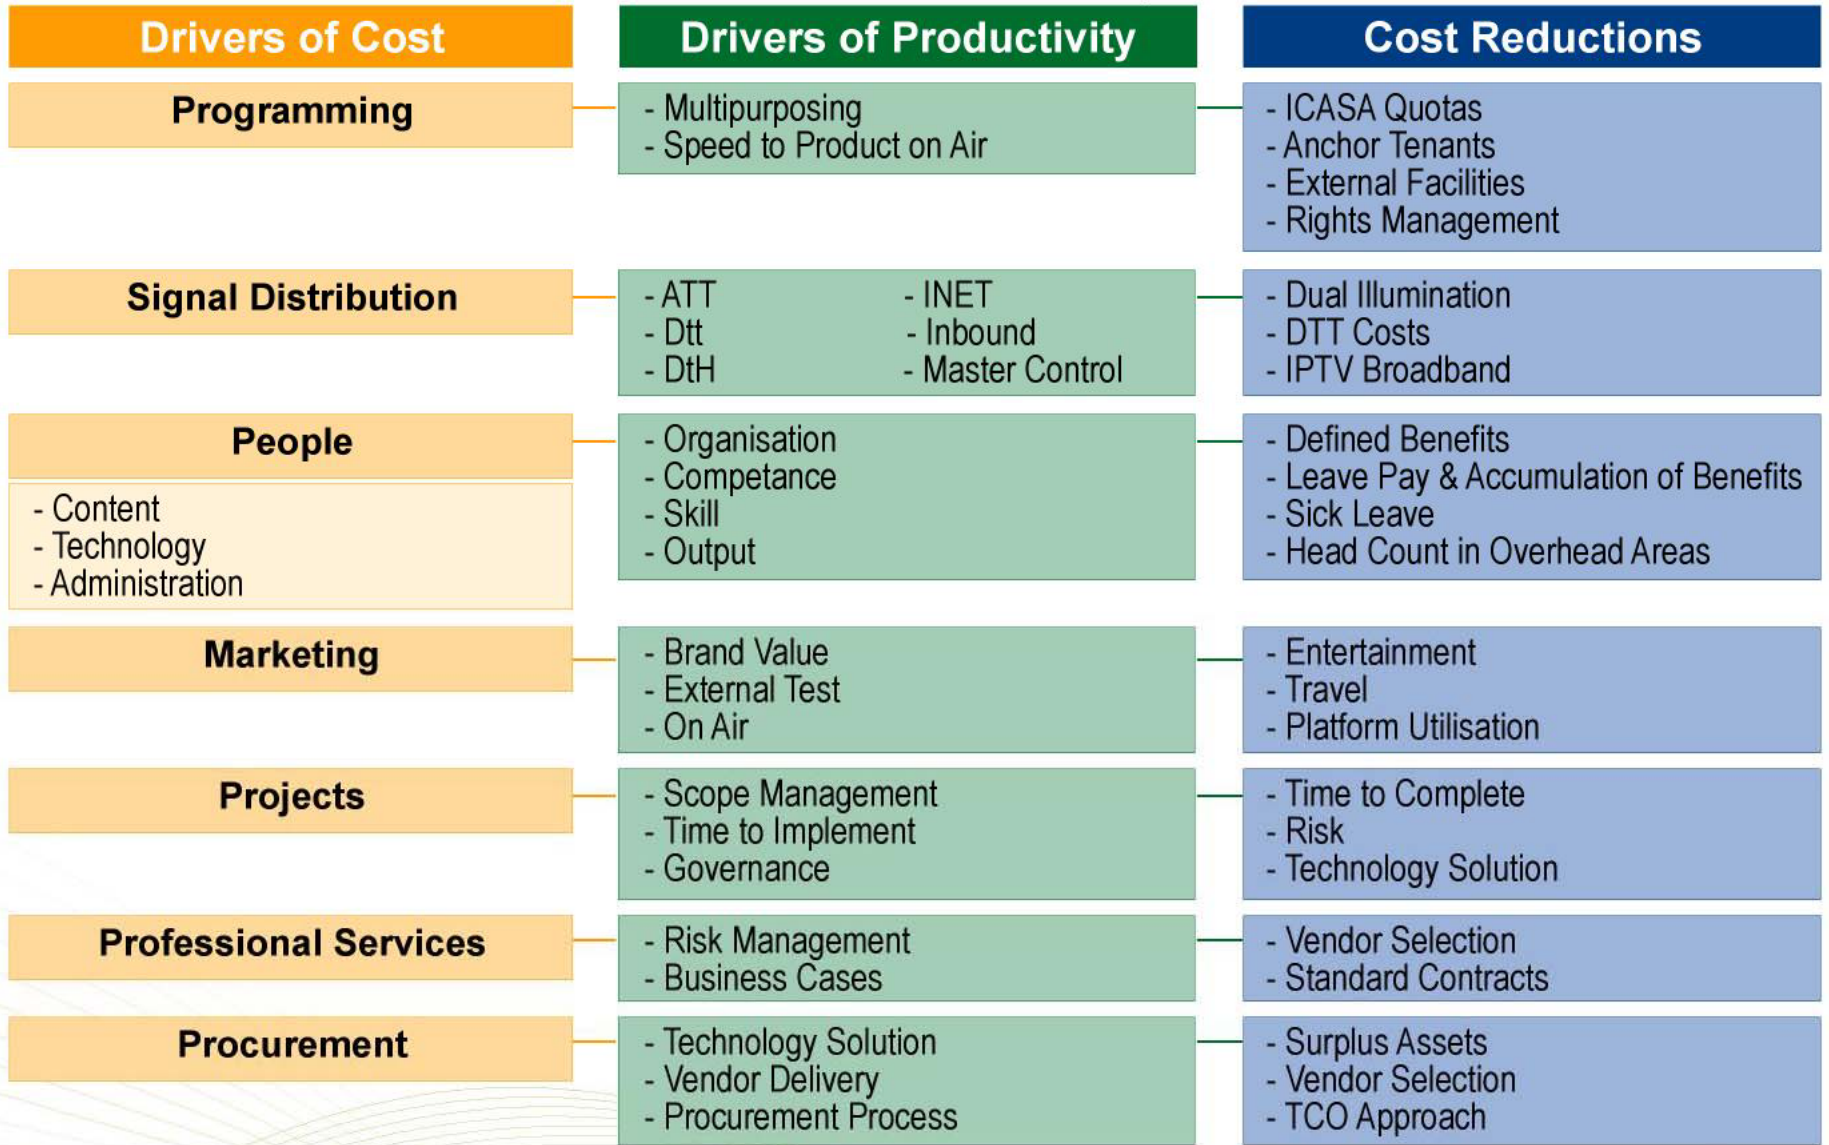 Drivers of Cost
Drivers of Productivity
Cost Reductions
Programming
- Multipurposing
- Speed to Product on Air
- ICASA Quotas
- Anchor Tenants
- External Facilities
- Rights Management
Signal Distribution
- ATT
- Dtt
- DtH
- INET
- Inbound
- Master Control
- Dual Illumination
- DTT Costs
- IPTV Broadband
People
- Content
- Technology
- Administration
- Organisation
- Competance
- Skill
- Output
- Defined Benefits
- Leave Pay & Accumulation of Benefits
- Sick Leave
- Head Count in Overhead Areas
Marketing
- Brand Value
- External Test
- On Air
- Entertainment
- Travel
- Platform Utilisation
Projects
- Scope Management
- Time to Implement
- Governance
- Time to Complete
- Risk
- Technology Solution
Professional Services
- Risk Management
- Business Cases
- Vendor Selection
- Standard Contracts
Procurement
- Technology Solution
- Vendor Delivery
- Procurement Process
- Surplus Assets
- Vendor Selection
- TCO Approach